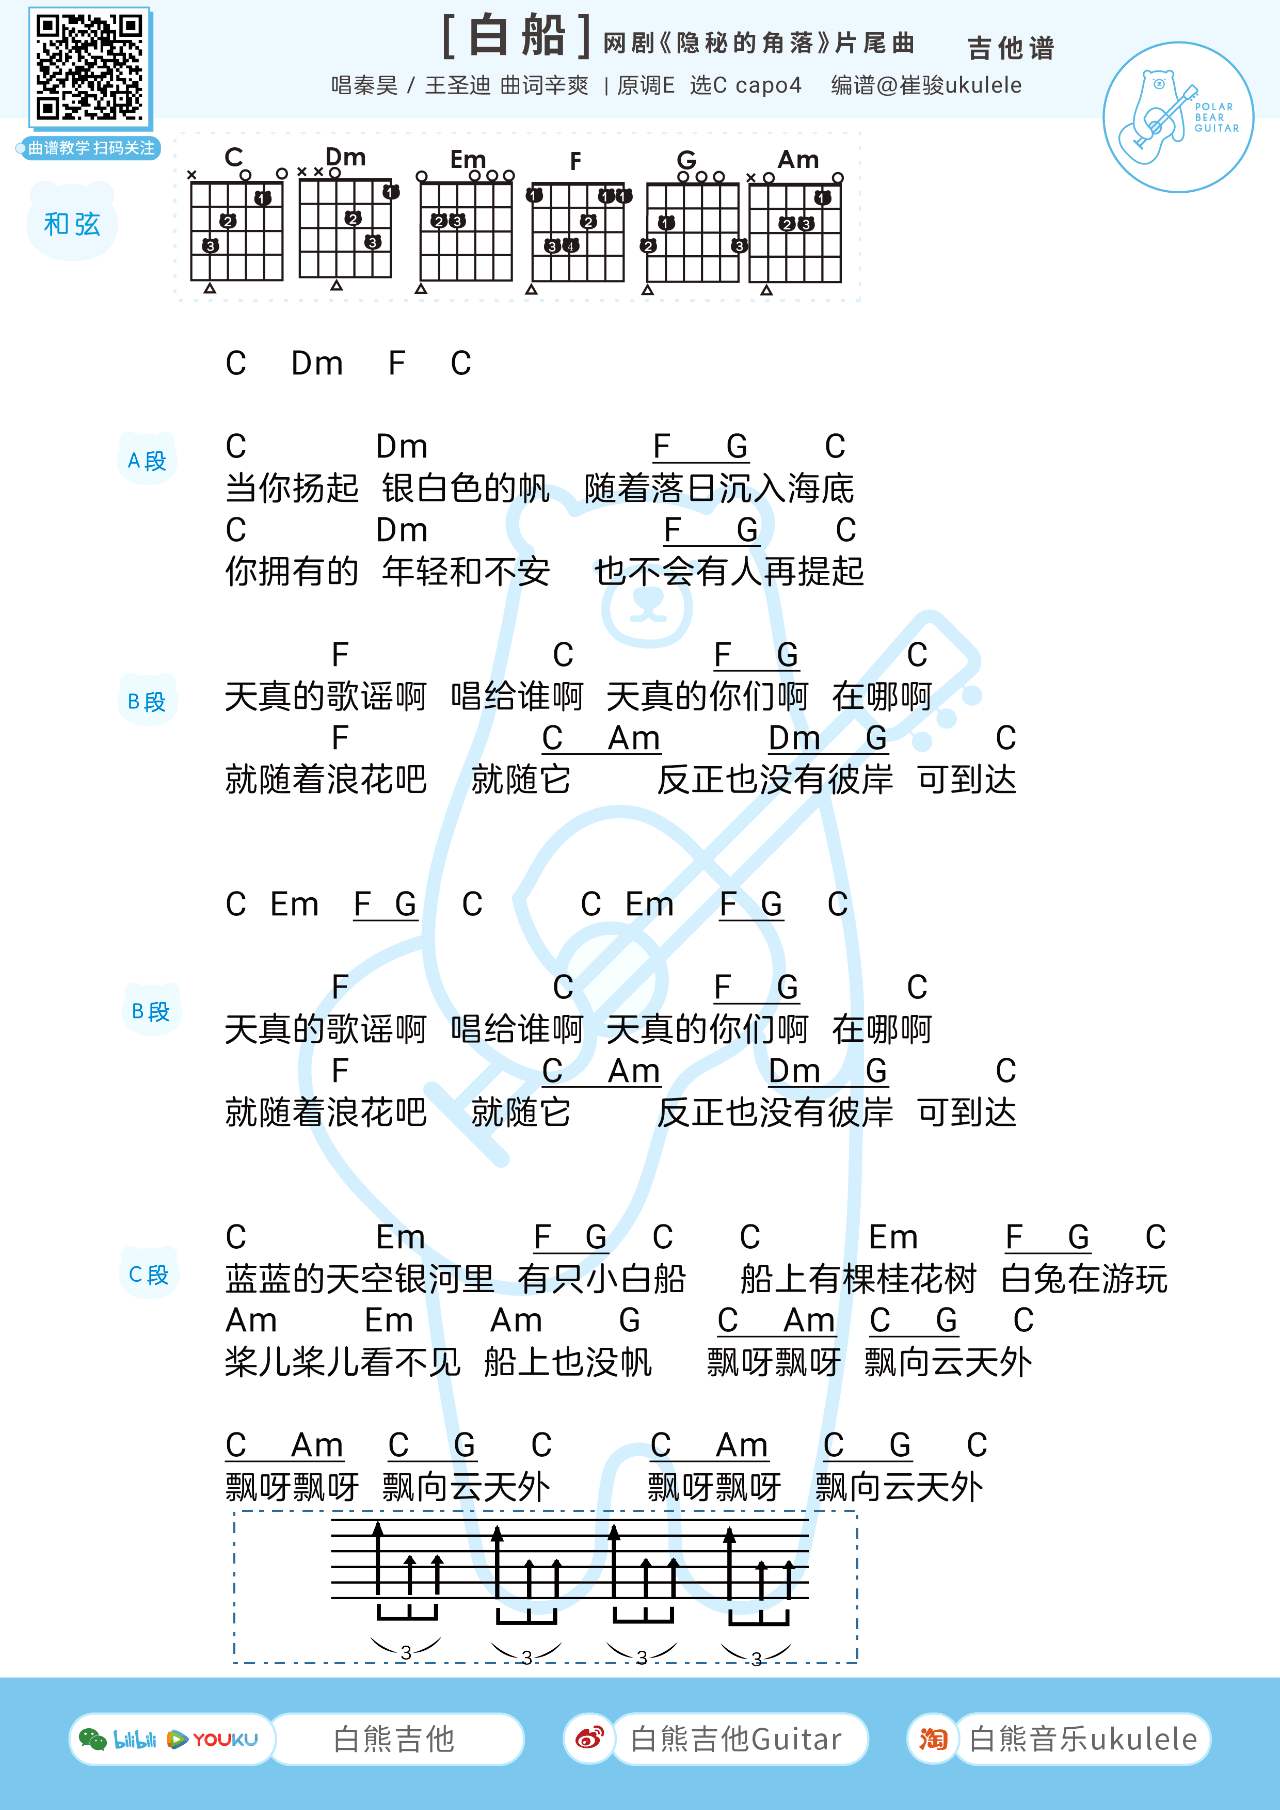 [白船] 网剧《隐秘的角落》片尾曲 吉他谱
唱秦昊 / 王圣迪 曲词辛爽 | 原调E 选C capo4 编谱@崔骏ukulele
POLAR
BEAR
GUITAR
曲谱教学 扫码关注
和弦
C Dm Em F G Am
C Dm F C
A段
C Dm F G C
当你扬起 银白色的帆 随着落日沉入海底
C Dm F G C
你拥有的 年轻和不安 也不会有人再提起
B段
F C F G C
天真的歌谣啊 唱给谁啊 天真的你们啊 在哪啊
F C Am Dm G C
就随着浪花吧 就随它 反正也没有彼岸 可到达
C Em F G C C Em F G C
B段
F C F G C
天真的歌谣啊 唱给谁啊 天真的你们啊 在哪啊
F C Am Dm G C
就随着浪花吧 就随它 反正也没有彼岸 可到达
C段
C Em F G C C Em F G C
蓝蓝的天空银河里 有只小白船 船上有棵桂花树 白兔在游玩
Am Em Am G C Am C G C
桨儿桨儿看不见 船上也没帆 飘呀飘呀 飘向云天外
C Am C G C C Am C G C
飘呀飘呀 飘向云天外 飘呀飘呀 飘向云天外
3 3 3 3
bilibili YOUKU 白熊吉他 白熊吉他Guitar 淘 白熊音乐ukulele